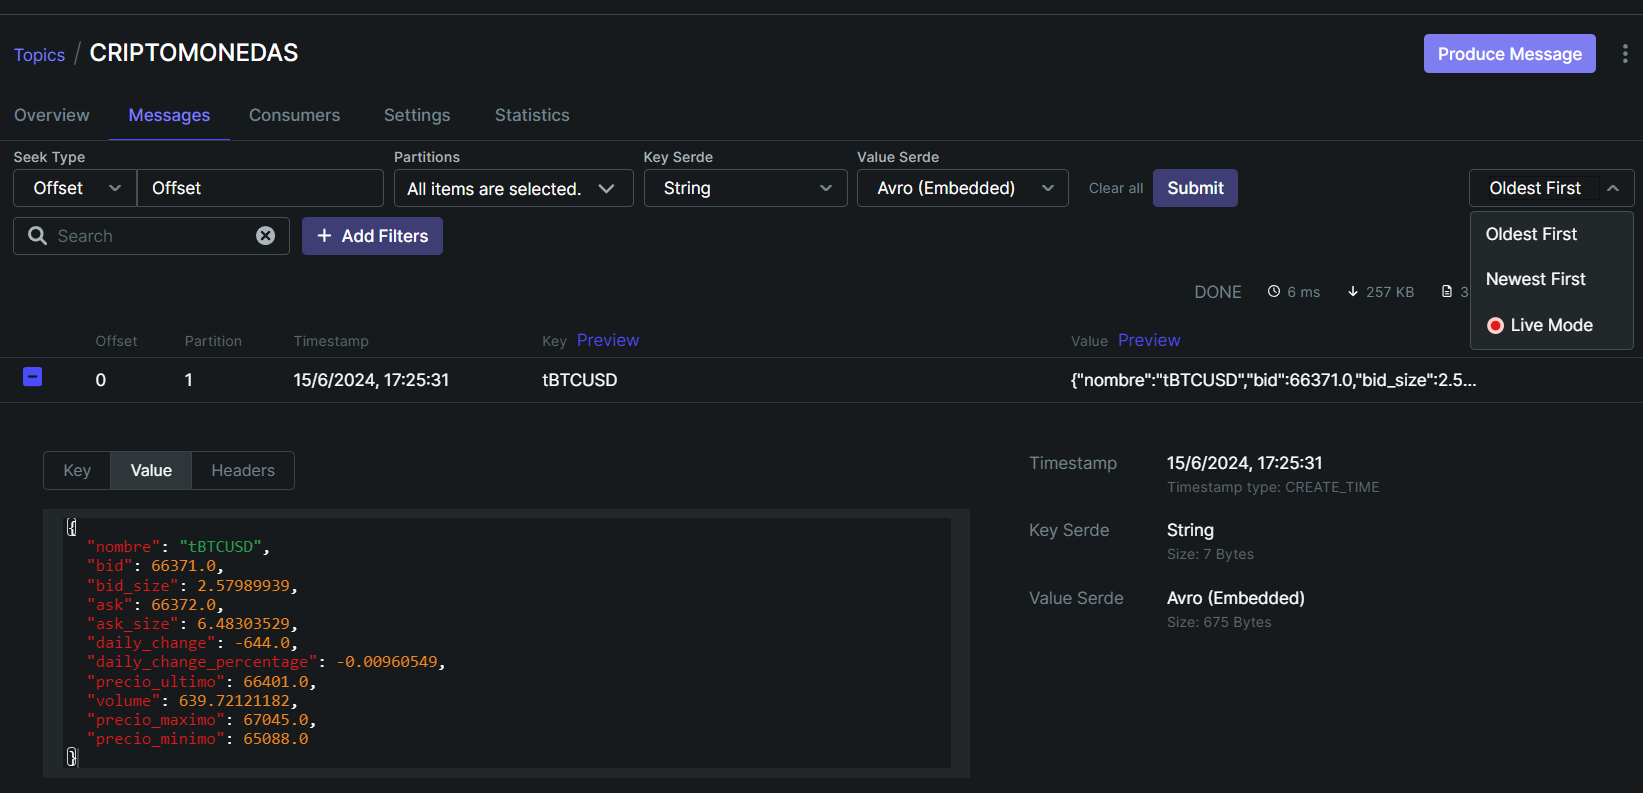 Topics / CRIPTOMONEDAS
Produce Message
Overview Messages Consumers Settings Statistics
Seek Type Partitions Key Serde Value Serde
Offset Offset All items are selected. String Avro (Embedded) Clear all Submit Oldest First
Search + Add Filters
Oldest First
Newest First
Live Mode
DONE 6 ms 257 KB 3
Offset Partition Timestamp Key Preview Value Preview
0 1 15/6/2024, 17:25:31 tBTCUSD {"nombre":"tBTCUSD","bid":66371.0,"bid_size":2.5...
Key Value Headers
{
"nombre": "tBTCUSD",
"bid": 66371.0,
"bid_size": 2.57989939,
"ask": 66372.0,
"ask_size": 6.48303529,
"daily_change": -644.0,
"daily_change_percentage": -0.00960549,
"precio_ultimo": 66401.0,
"volume": 639.72121182,
"precio_maximo": 67045.0,
"precio_minimo": 65088.0
}
Timestamp 15/6/2024, 17:25:31
Timestamp type: CREATE_TIME
Key Serde String
Size: 7 Bytes
Value Serde Avro (Embedded)
Size: 675 Bytes